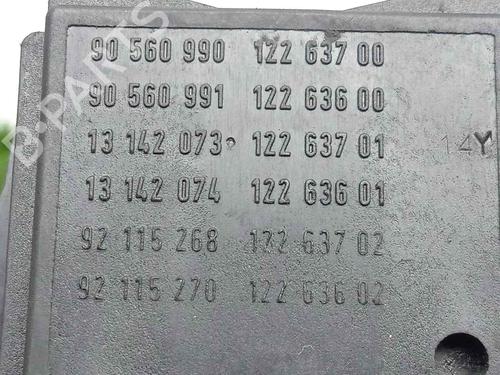 90 560 990 122 637 00
90 560 991 122 636 00
13 142 073 122 637 01 14Y
13 142 074 122 636 01
92 115 268 122 637 02
92 115 270 122 636 02
B-PARTS